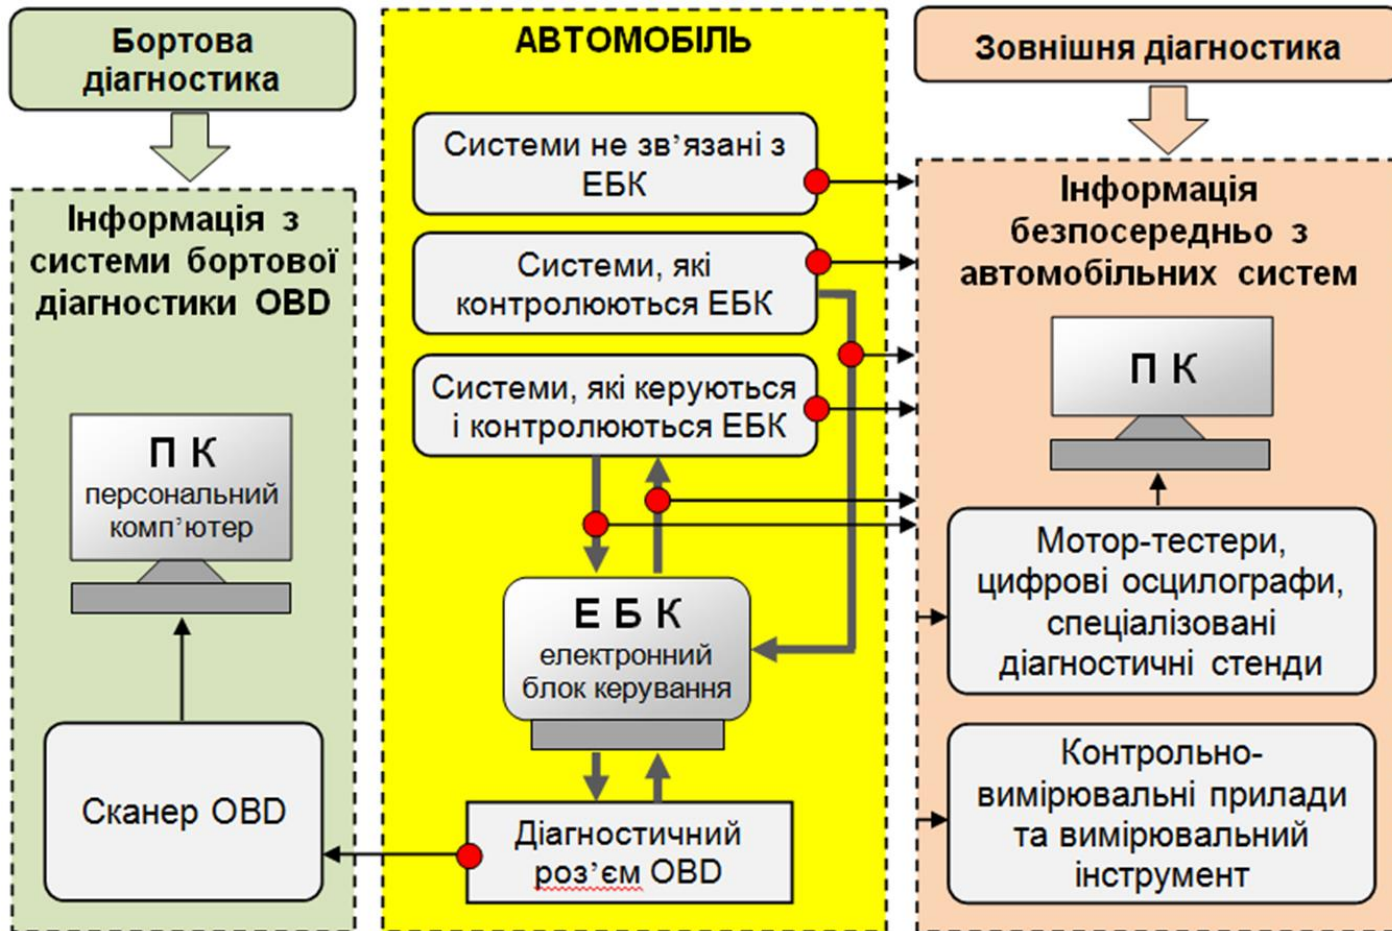 Бортова
діагностика
Інформація з
системи бортової
діагностики OBD
П К
персональний
комп’ютер
Сканер OBD
АВТОМОБІЛЬ
Системи не зв’язані з
ЕБК
Системи, які
контролюються ЕБК
Системи, які керуються
і контролюються ЕБК
Е Б К
електронний
блок керування
Діагностичний
роз’єм OBD
Зовнішня діагностика
Інформація
безпосередньо з
автомобільних систем
П К
Мотор-тестери,
цифрові осцилографи,
спеціалізовані
діагностичні стенди
Контрольно-
вимірювальні прилади
та вимірювальний
інструмент